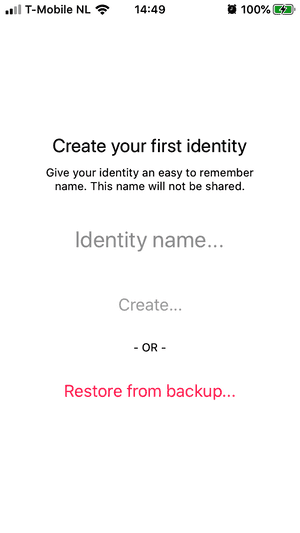 T-Mobile NL 14:49 100%
Create your first identity
Give your identity an easy to remember
name. This name will not be shared.
Identity name...
Create...
- OR -
Restore from backup...